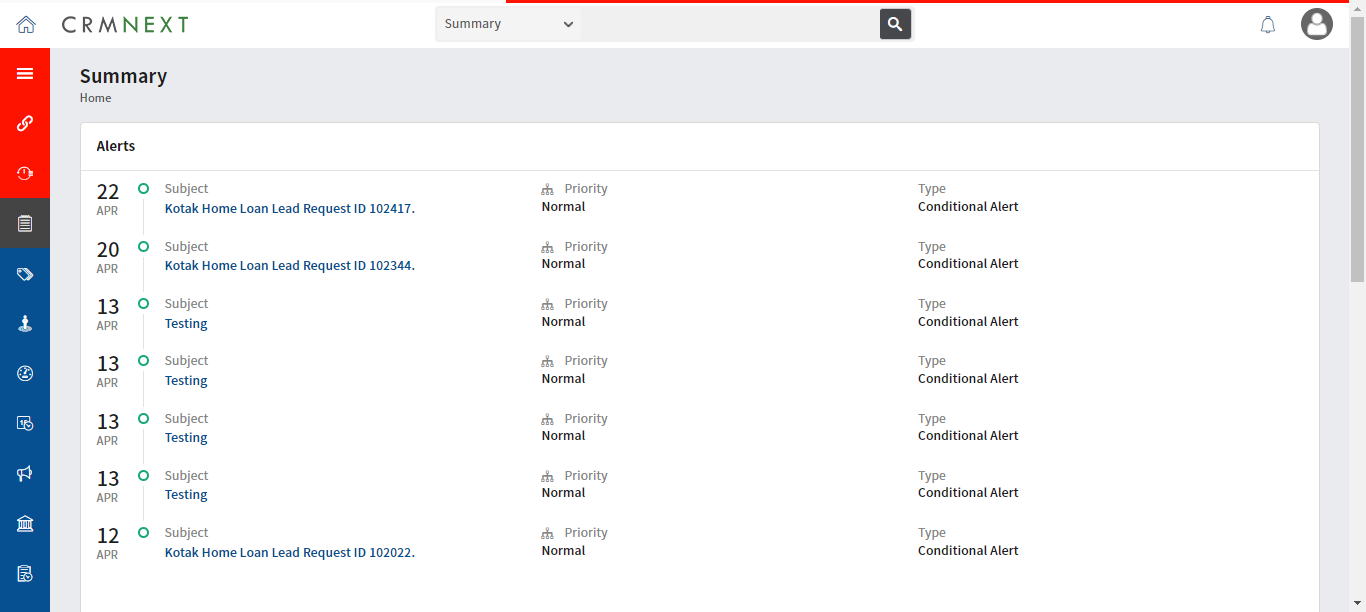 CRMNEXT
Summary
Summary
Home
Alerts
22 Subject Priority Type
APR Kotak Home Loan Lead Request ID 102417. Normal Conditional Alert
20 Subject Priority Type
APR Kotak Home Loan Lead Request ID 102344. Normal Conditional Alert
13 Subject Priority Type
APR Testing Normal Conditional Alert
13 Subject Priority Type
APR Testing Normal Conditional Alert
13 Subject Priority Type
APR Testing Normal Conditional Alert
13 Subject Priority Type
APR Testing Normal Conditional Alert
12 Subject Priority Type
APR Kotak Home Loan Lead Request ID 102022. Normal Conditional Alert